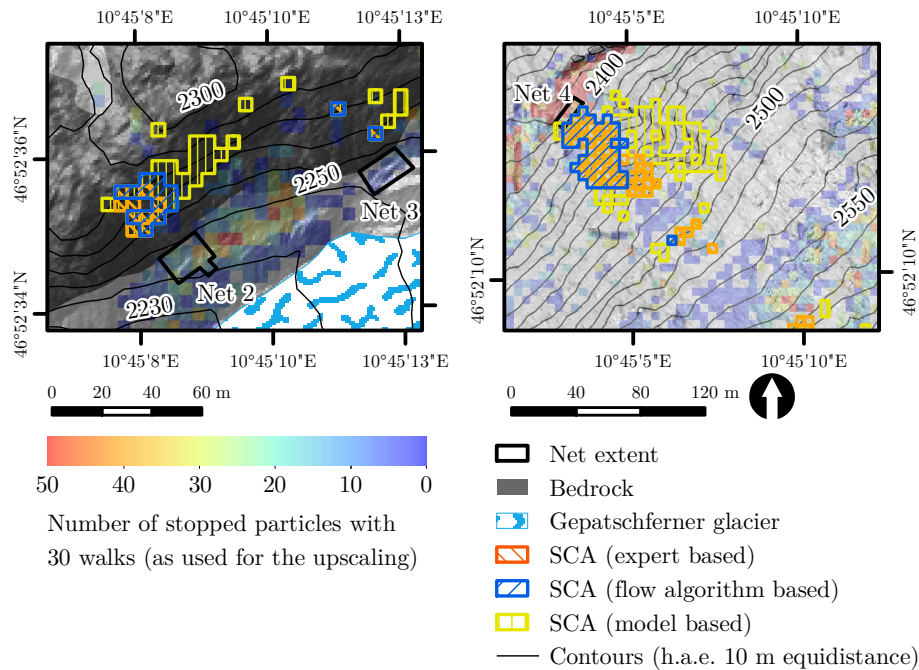 10°45'8"E 10°45'13"E 10°45'5"E 10°45'10"E
2300
2250
2230
Net 2
Net 3
46°52'36"N
46°52'34"N
Net 4
2400
2500
2550
46°52'10"N
46°52'10"N
10°45'8"E 10°45'10"E 10°45'13"E 10°45'5"E 10°45'10"E
0 20 40 60 m
0 40 80 120 m
50 40 30 20 10 0
Number of stopped particles with
30 walks (as used for the upscaling)
Net extent
Bedrock
Gepatschferner glacier
SCA (expert based)
SCA (flow algorithm based)
SCA (model based)
Contours (h.a.e. 10 m equidistance)